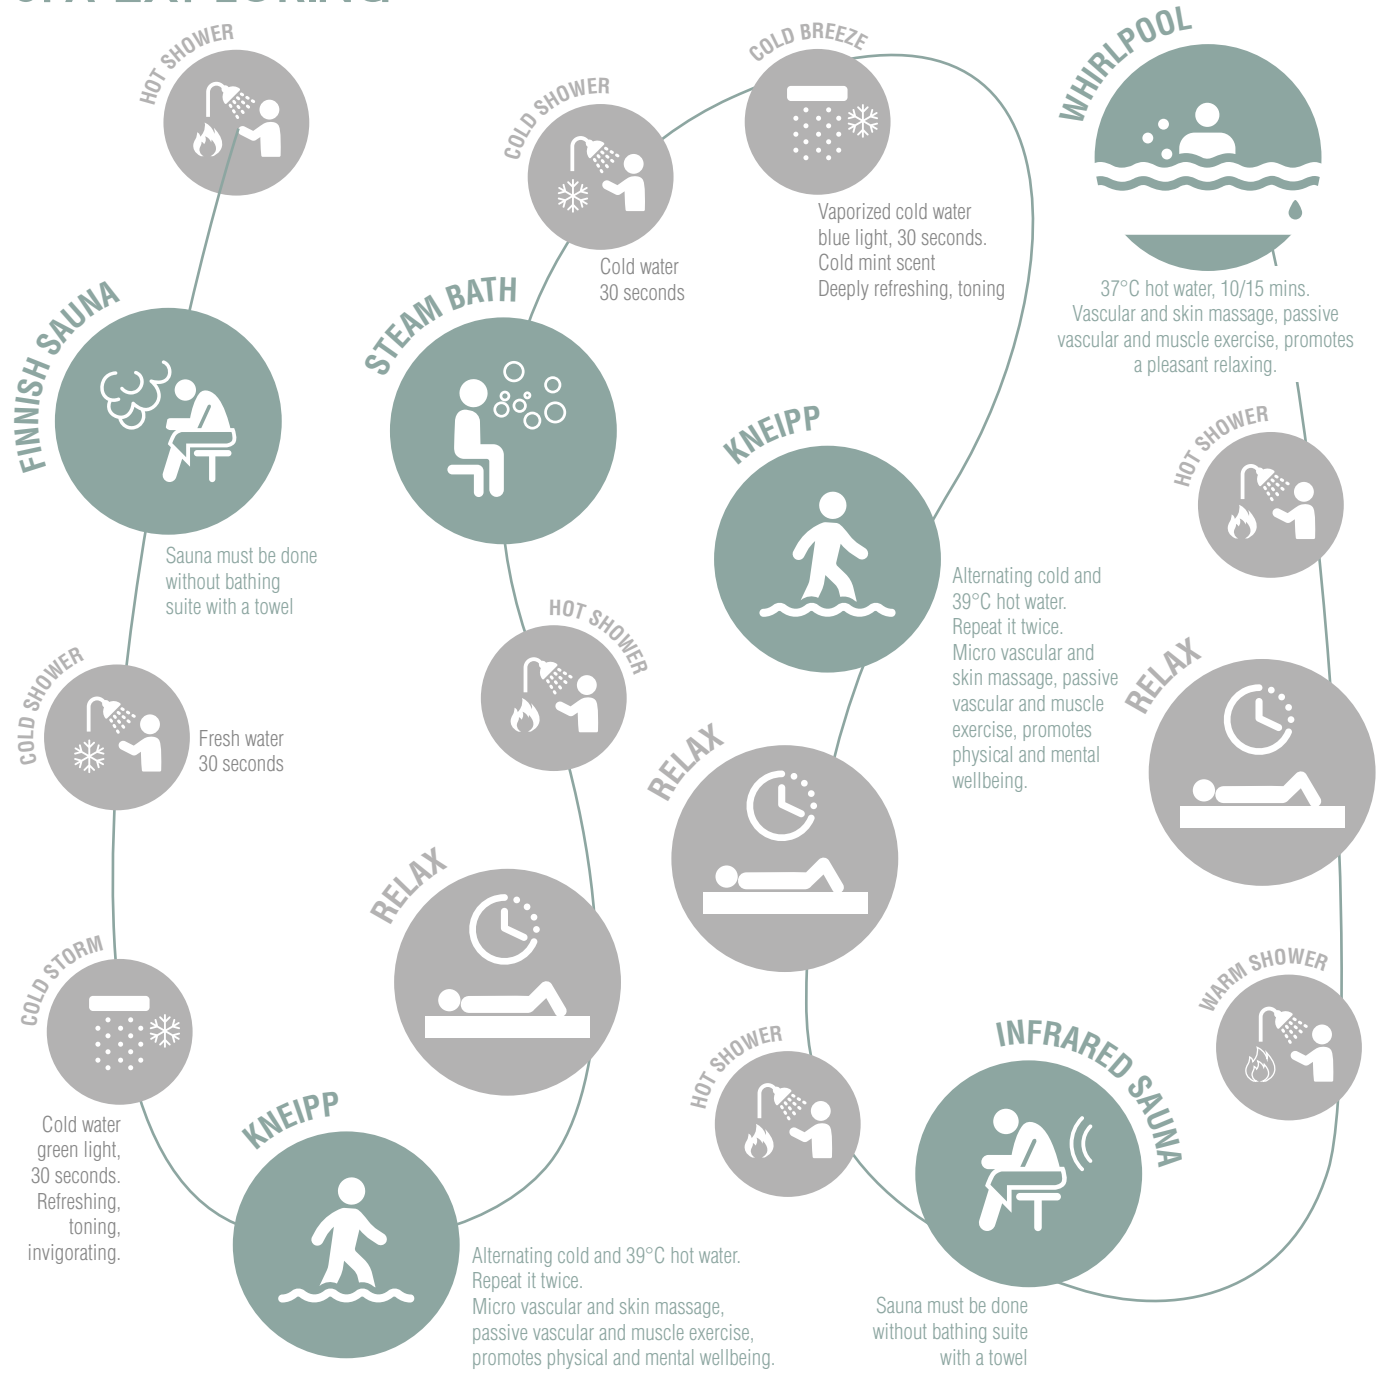 SPA EXPLORING
HOT SHOWER
FINNISH SAUNA
Sauna must be done
without bathing
suite with a towel
COLD SHOWER
Fresh water
30 seconds
COLD STORM
Cold water
green light,
30 seconds.
Refreshing,
toning,
invigorating.
KNEIPP
Alternating cold and 39°C hot water.
Repeat it twice.
Micro vascular and skin massage,
passive vascular and muscle exercise,
promotes physical and mental wellbeing.
RELAX
HOT SHOWER
STEAM BATH
COLD SHOWER
Cold water
30 seconds
COLD BREEZE
Vaporized cold water
blue light, 30 seconds.
Cold mint scent
Deeply refreshing, toning
KNEIPP
Alternating cold and
39°C hot water.
Repeat it twice.
Micro vascular and
skin massage, passive
vascular and muscle
exercise, promotes
physical and mental
wellbeing.
RELAX
HOT SHOWER
INFRARED SAUNA
Sauna must be done
without bathing suite
with a towel
WARM SHOWER
RELAX
HOT SHOWER
WHIRLPOOL
37°C hot water, 10/15 mins.
Vascular and skin massage, passive
vascular and muscle exercise, promotes
a pleasant relaxing.